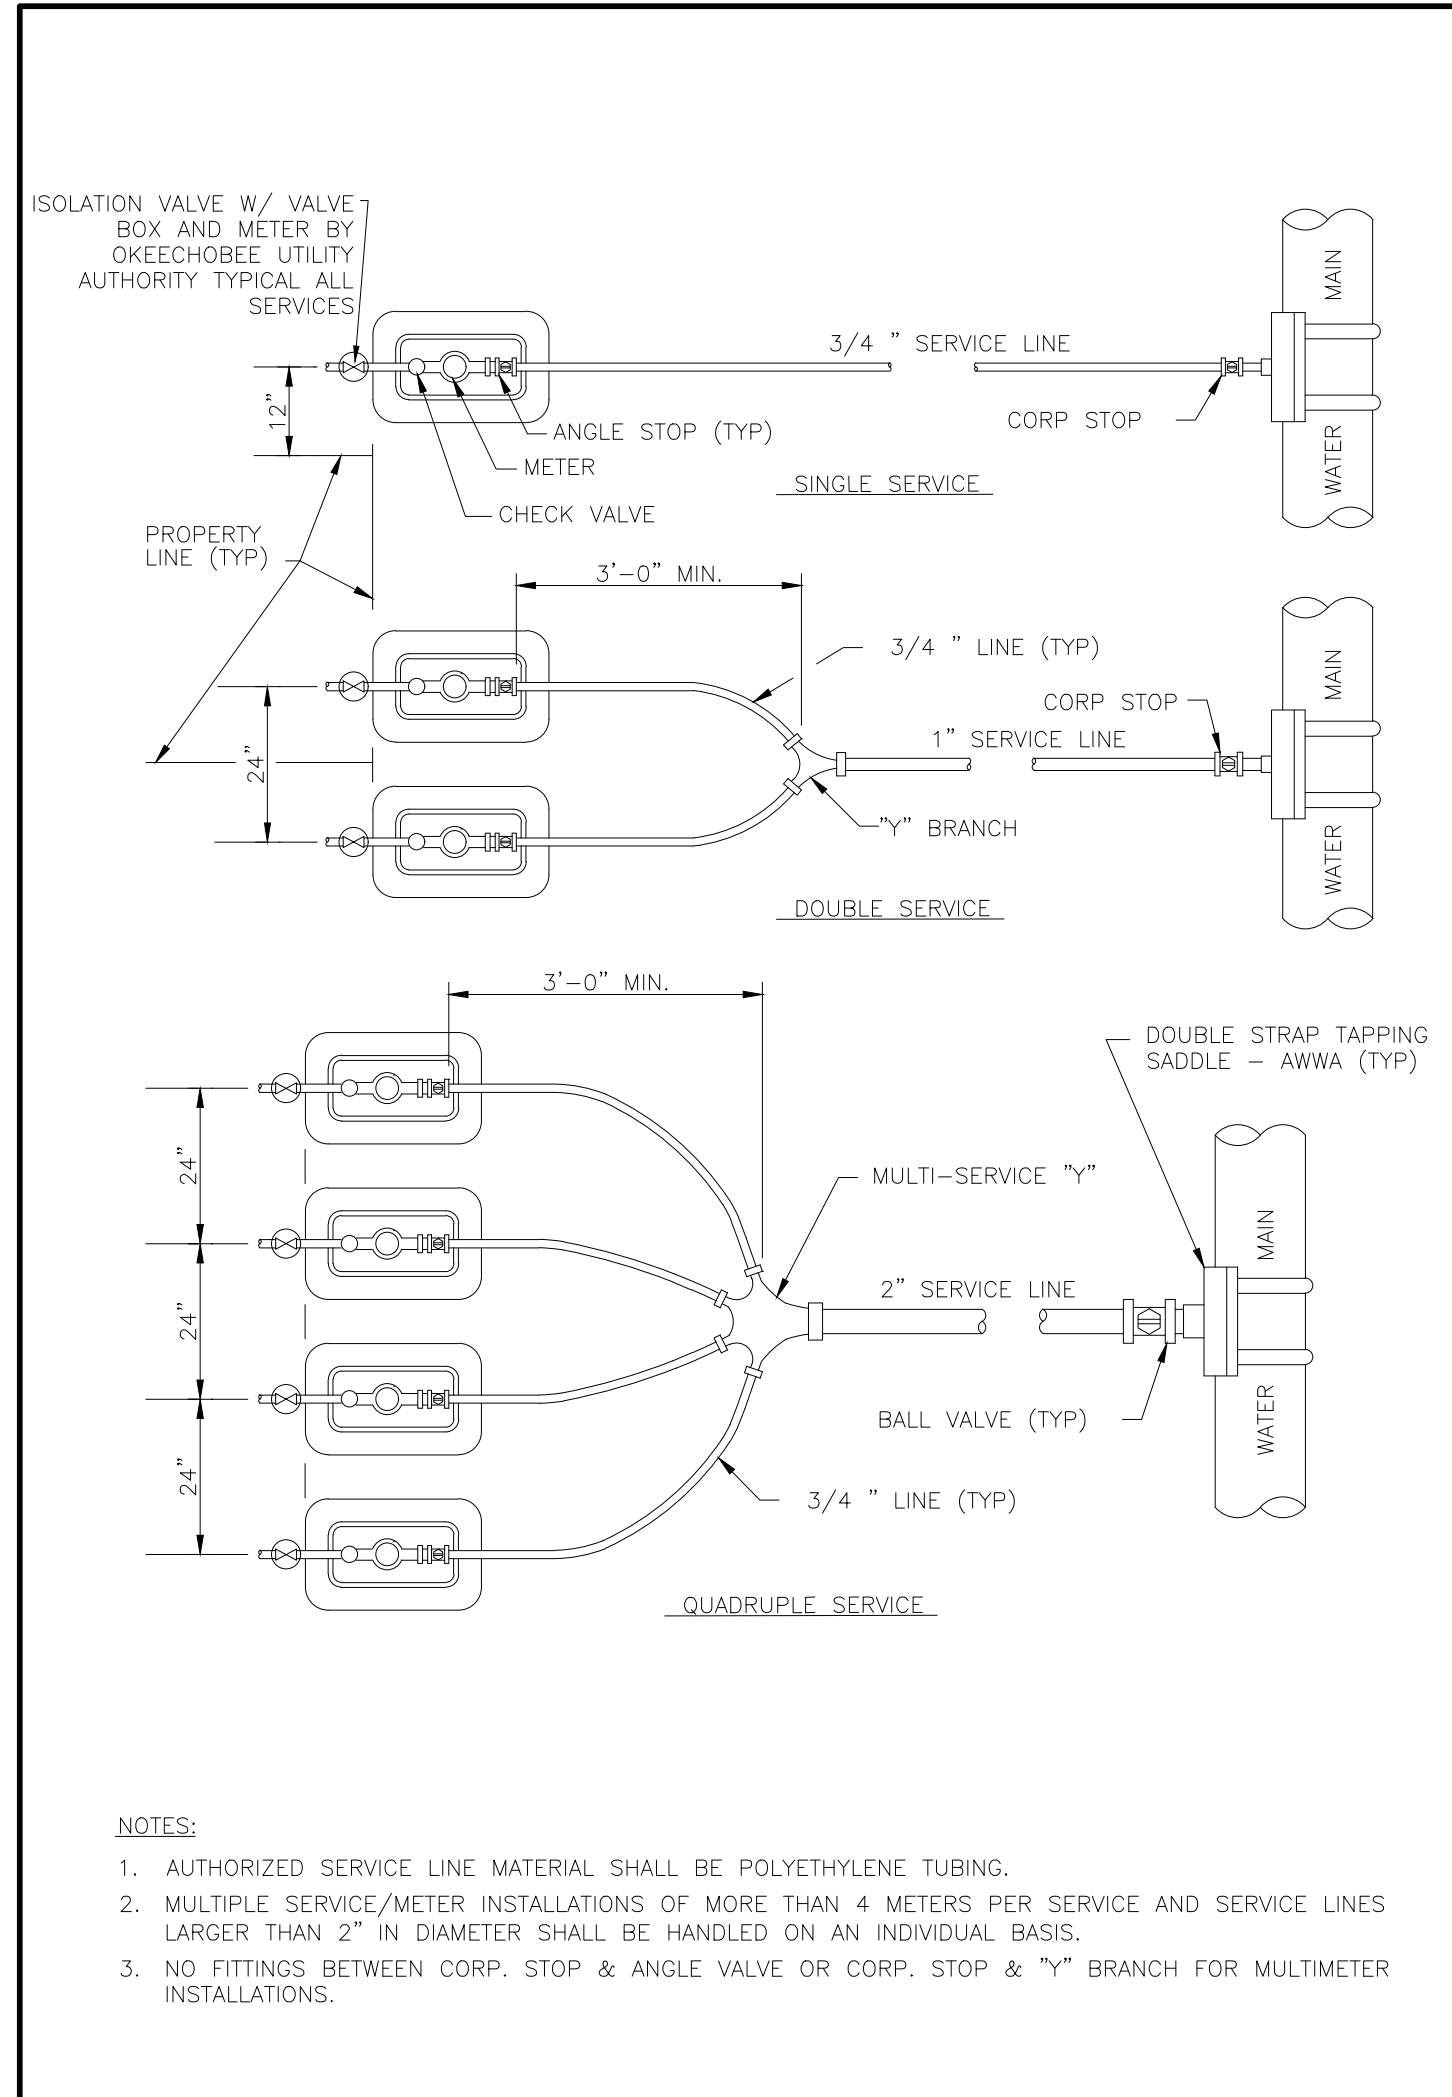 ISOLATION VALVE W/ VALVE
BOX AND METER BY
OKEECHOBEE UTILITY
AUTHORITY TYPICAL ALL
SERVICES
MAIN
3/4 " SERVICE LINE
12"
ANGLE STOP (TYP)
CORP STOP
METER
WATER
SINGLE SERVICE
CHECK VALVE
PROPERTY
LINE (TYP)
3'-0" MIN.
3/4 " LINE (TYP)
MAIN
CORP STOP
1" SERVICE LINE
24"
"Y" BRANCH
WATER
DOUBLE SERVICE
3'-0" MIN.
DOUBLE STRAP TAPPING
SADDLE - AWWA (TYP)
24"
MULTI-SERVICE "Y"
MAIN
2" SERVICE LINE
24"
BALL VALVE (TYP)
WATER
24"
3/4 " LINE (TYP)
QUADRUPLE SERVICE
NOTES:
1. AUTHORIZED SERVICE LINE MATERIAL SHALL BE POLYETHYLENE TUBING.
2. MULTIPLE SERVICE/METER INSTALLATIONS OF MORE THAN 4 METERS PER SERVICE AND SERVICE LINES
LARGER THAN 2" IN DIAMETER SHALL BE HANDLED ON AN INDIVIDUAL BASIS.
3. NO FITTINGS BETWEEN CORP. STOP & ANGLE VALVE OR CORP. STOP & "Y" BRANCH FOR MULTIMETER
INSTALLATIONS.